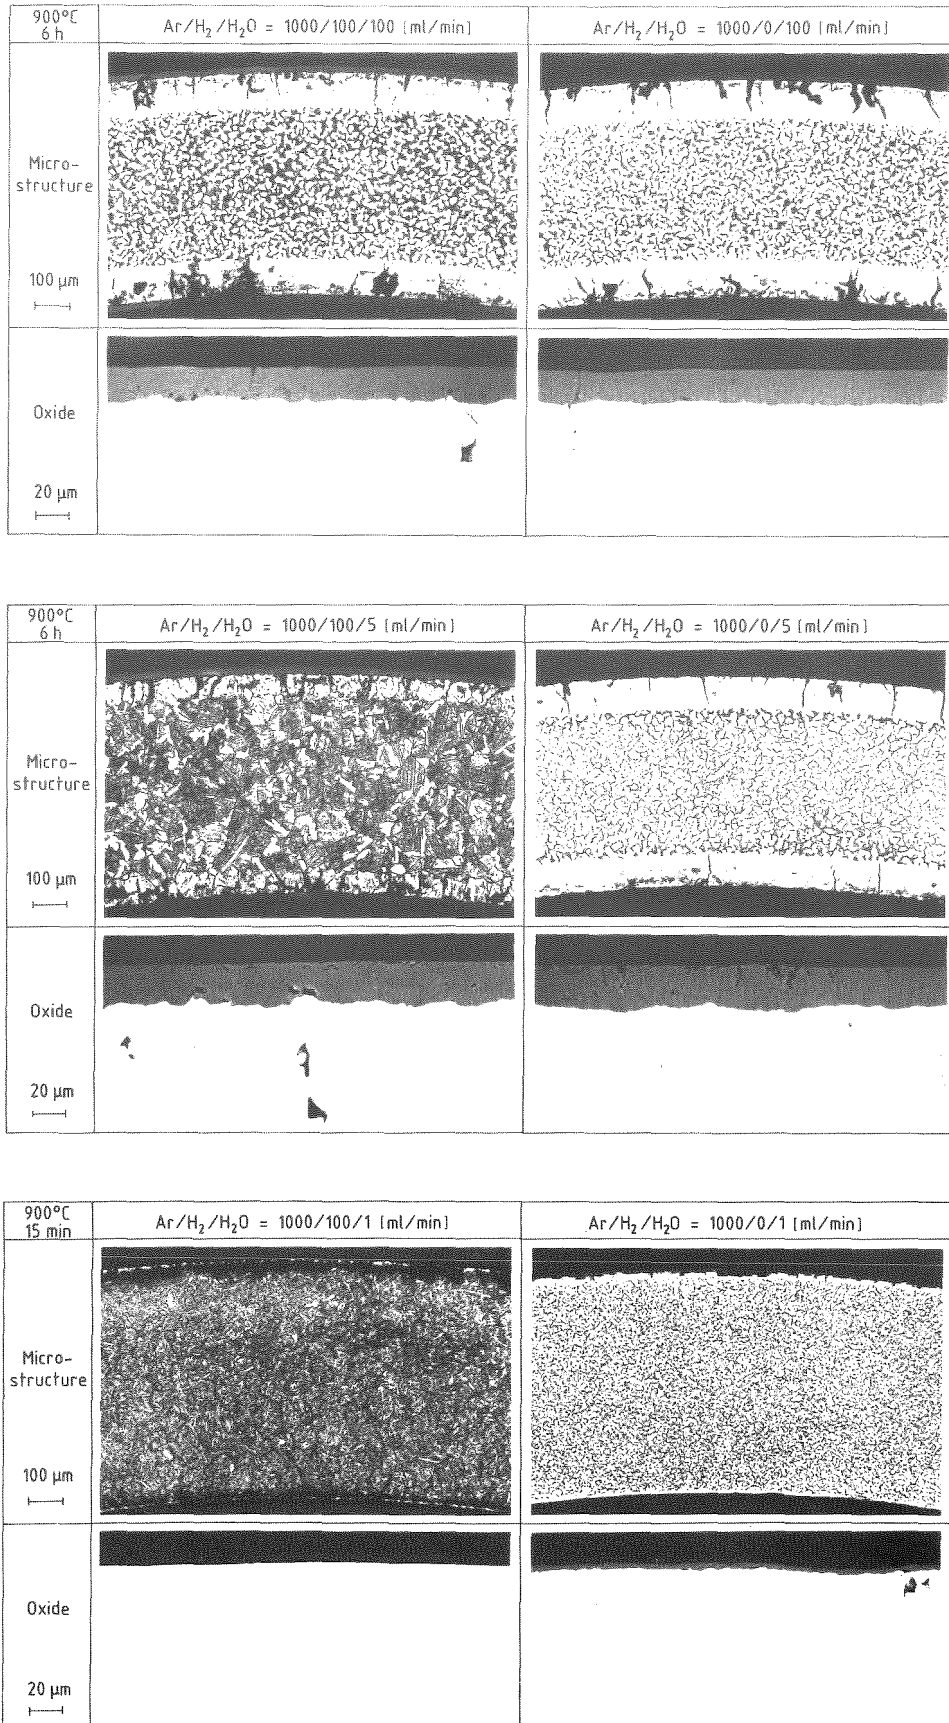 900°C
6 h
Ar/H₂/H₂O = 1000/100/100 [ml/min]
Ar/H₂/H₂O = 1000/0/100 [ml/min]
Micro-
structure
100 µm
Oxide
20 µm
900°C
6 h
Ar/H₂/H₂O = 1000/100/5 [ml/min]
Ar/H₂/H₂O = 1000/0/5 [ml/min]
Micro-
structure
100 µm
Oxide
20 µm
900°C
15 min
Ar/H₂/H₂O = 1000/100/1 [ml/min]
Ar/H₂/H₂O = 1000/0/1 [ml/min]
Micro-
structure
100 µm
Oxide
20 µm